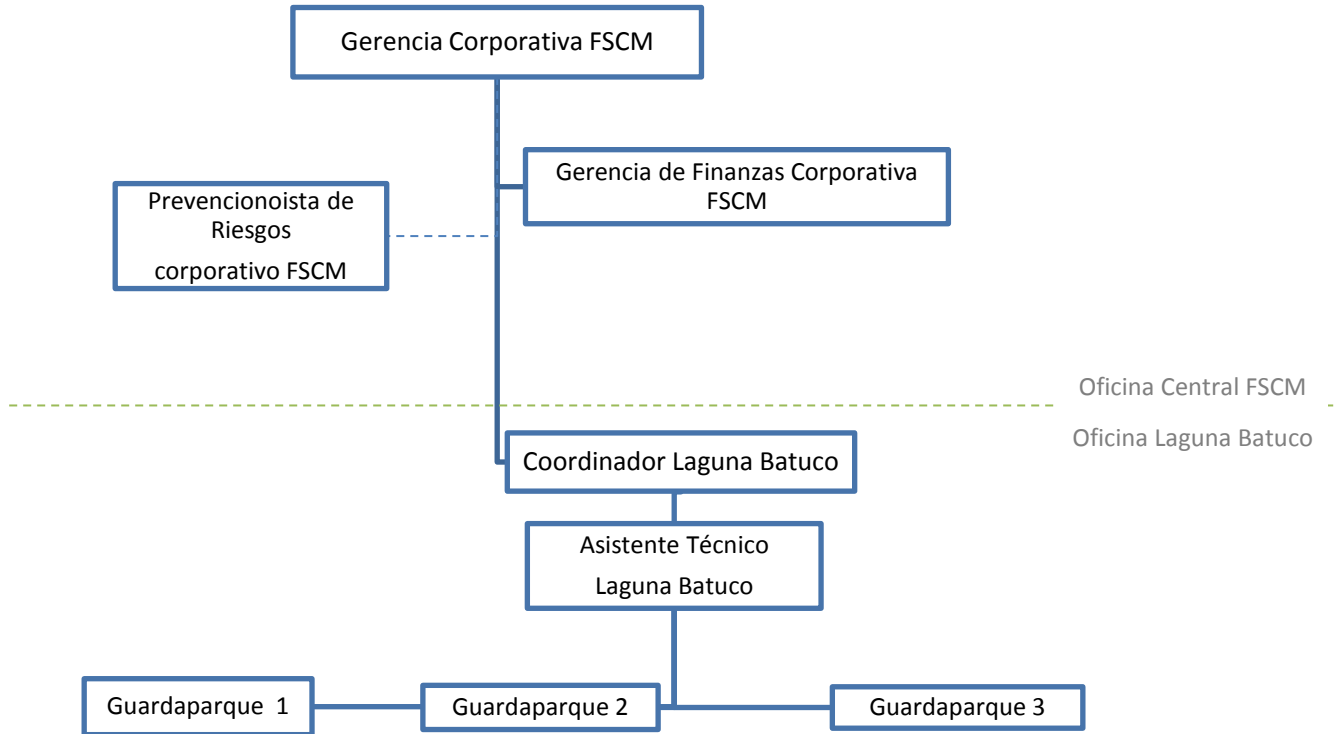 Gerencia Corporativa FSCM
Gerencia de Finanzas Corporativa
FSCM
Prevencionoista de
Riesgos
corporativo FSCM
Oficina Central FSCM
Oficina Laguna Batuco
Coordinador Laguna Batuco
Asistente Técnico
Laguna Batuco
Guardaparque 1
Guardaparque 2
Guardaparque 3